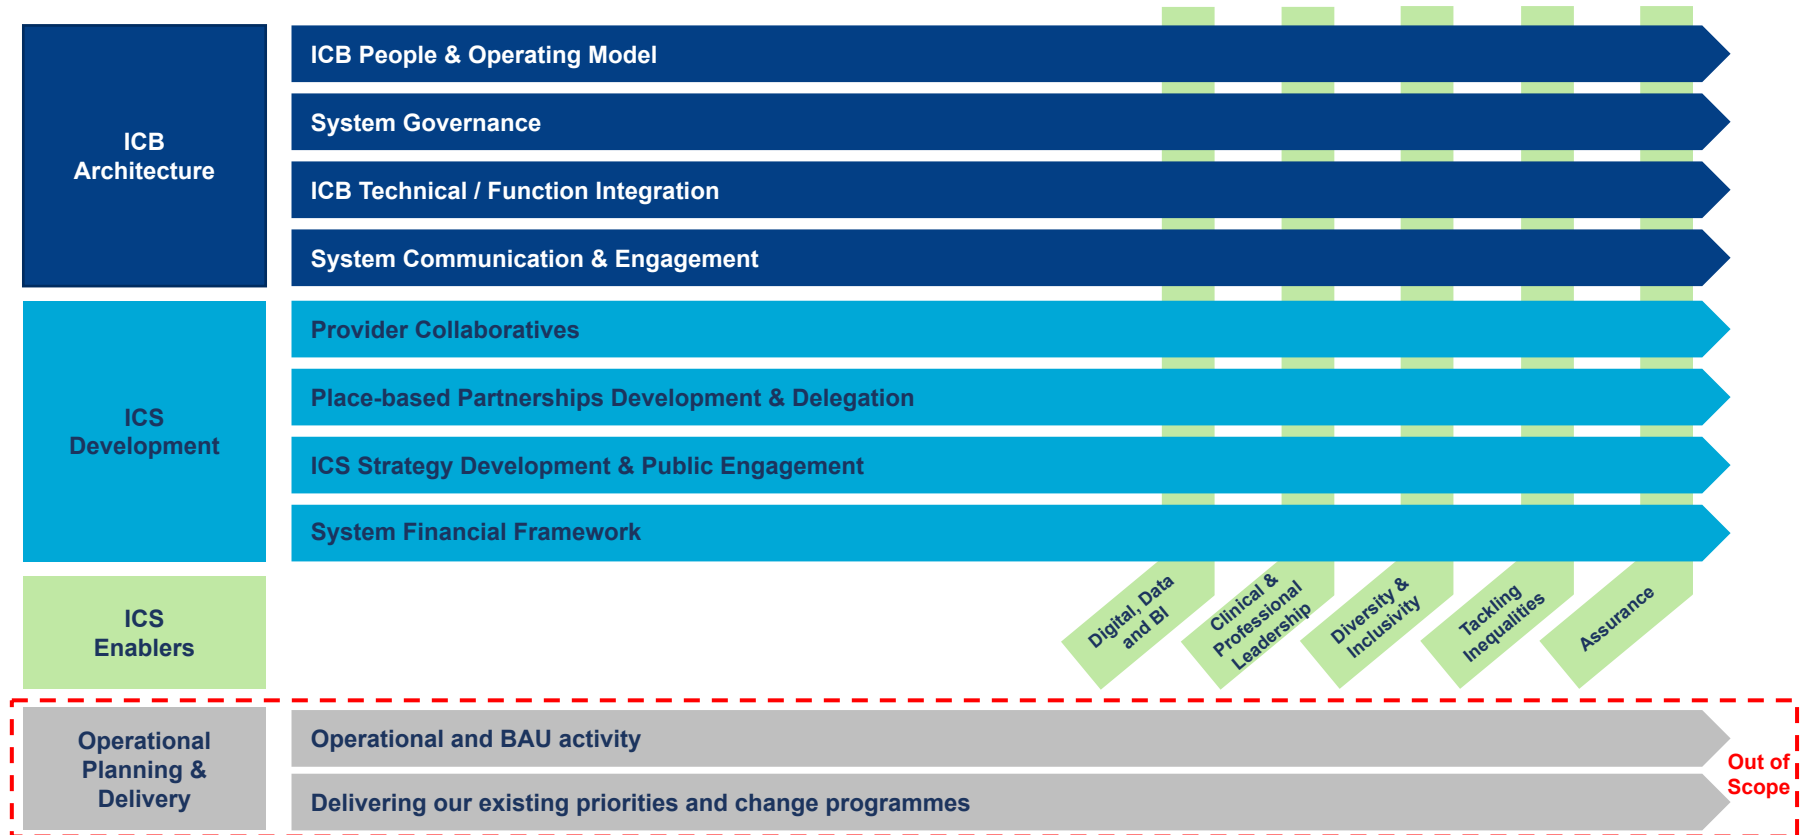 ICB
Architecture
ICB People & Operating Model
System Governance
ICB Technical / Function Integration
System Communication & Engagement
ICS
Development
Provider Collaboratives
Place-based Partnerships Development & Delegation
ICS Strategy Development & Public Engagement
System Financial Framework
ICS
Enablers
Digital, Data
and BI
Clinical &
Professional
Leadership
Diversity &
Inclusivity
Tackling
Inequalities
Assurance
Operational
Planning &
Delivery
Operational and BAU activity
Delivering our existing priorities and change programmes
Out of
Scope